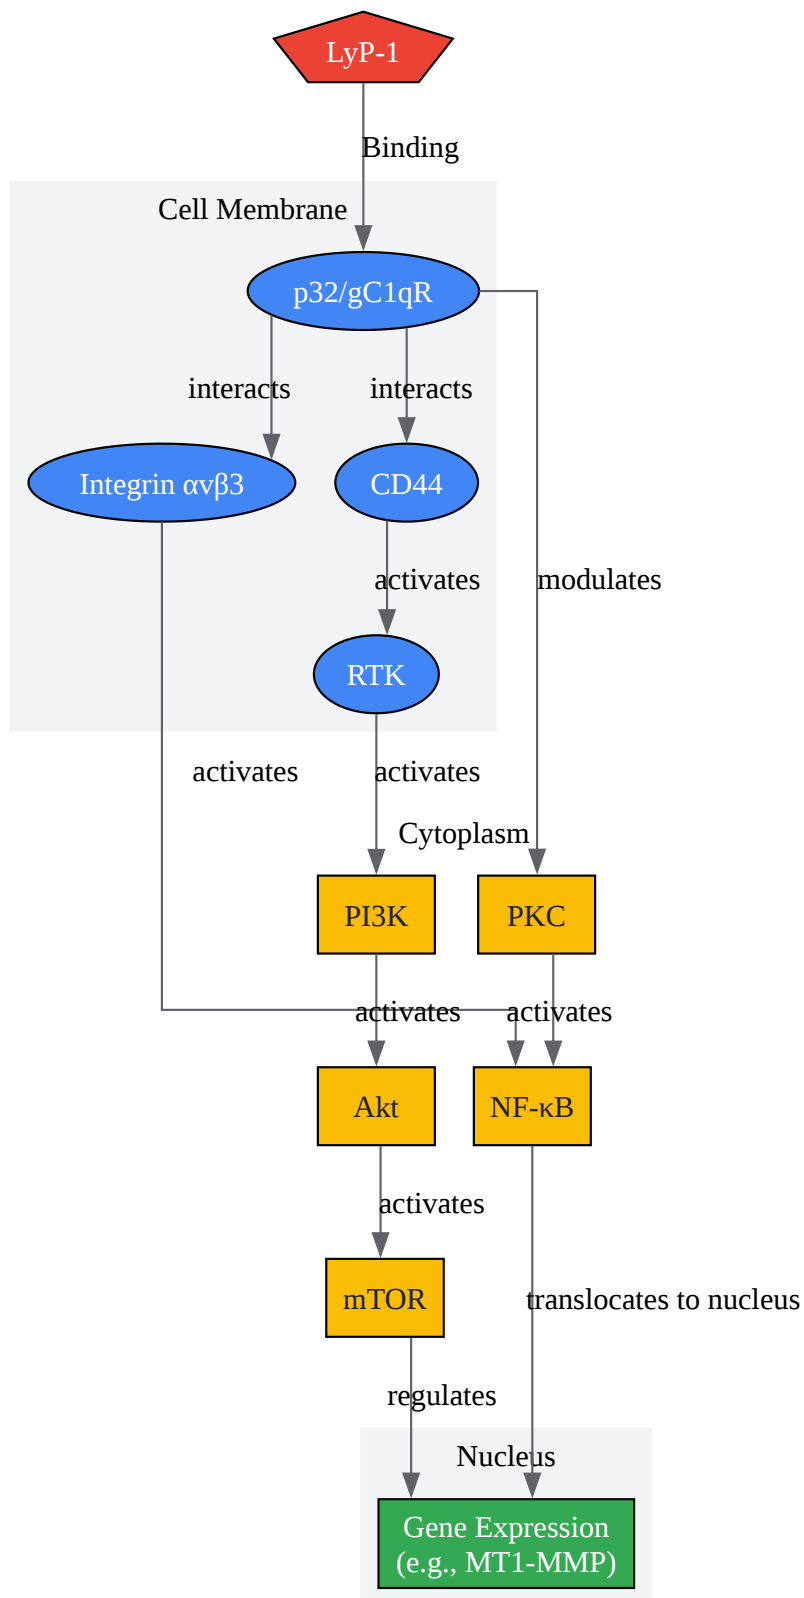 LyP-1
Binding
Cell Membrane
p32/gC1qR
interacts
interacts
Integrin αvβ3
CD44
activates
modulates
RTK
activates
activates
Cytoplasm
PI3K
PKC
activates
activates
Akt
NF-κB
activates
mTOR
translocates to nucleus
regulates
Nucleus
Gene Expression
(e.g., MT1-MMP)